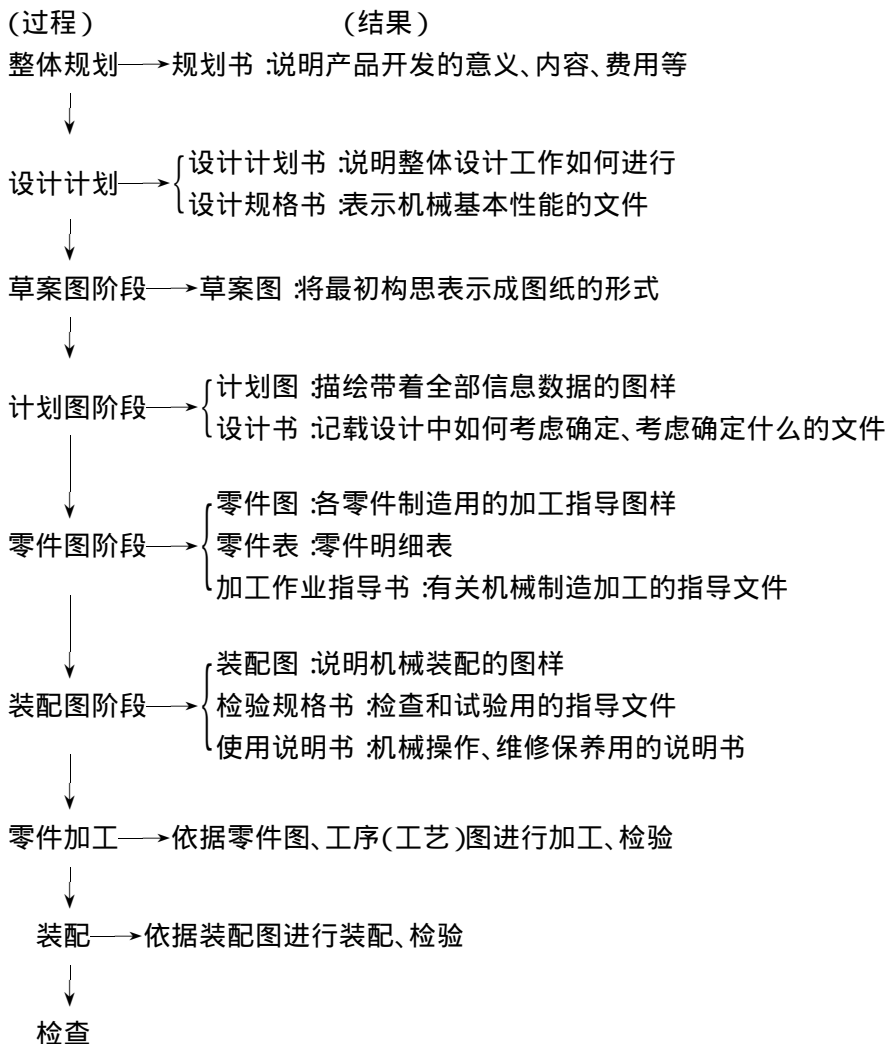 (过程) (结果)
整体规划 规划书:说明产品开发的意义、内容、费用等
设计计划书:说明整体设计工作如何进行
设计计划
设计规格书:表示机械基本性能的文件
草案图阶段 草案图:将最初构思表示成图纸的形式
计划图:描绘带着全部信息数据的图样
计划图阶段
设计书:记载设计中如何考虑确定、考虑确定什么的文件
零件图:各零件制造用的加工指导图样
零件图阶段 零件表:零件明细表
加工作业指导书:有关机械制造加工的指导文件
装配图:说明机械装配的图样
装配图阶段 检验规格书:检查和试验用的指导文件
使用说明书:机械操作、维修保养用的说明书
零件加工 依据零件图、工序(工艺)图进行加工、检验
装配 依据装配图进行装配、检验
检查